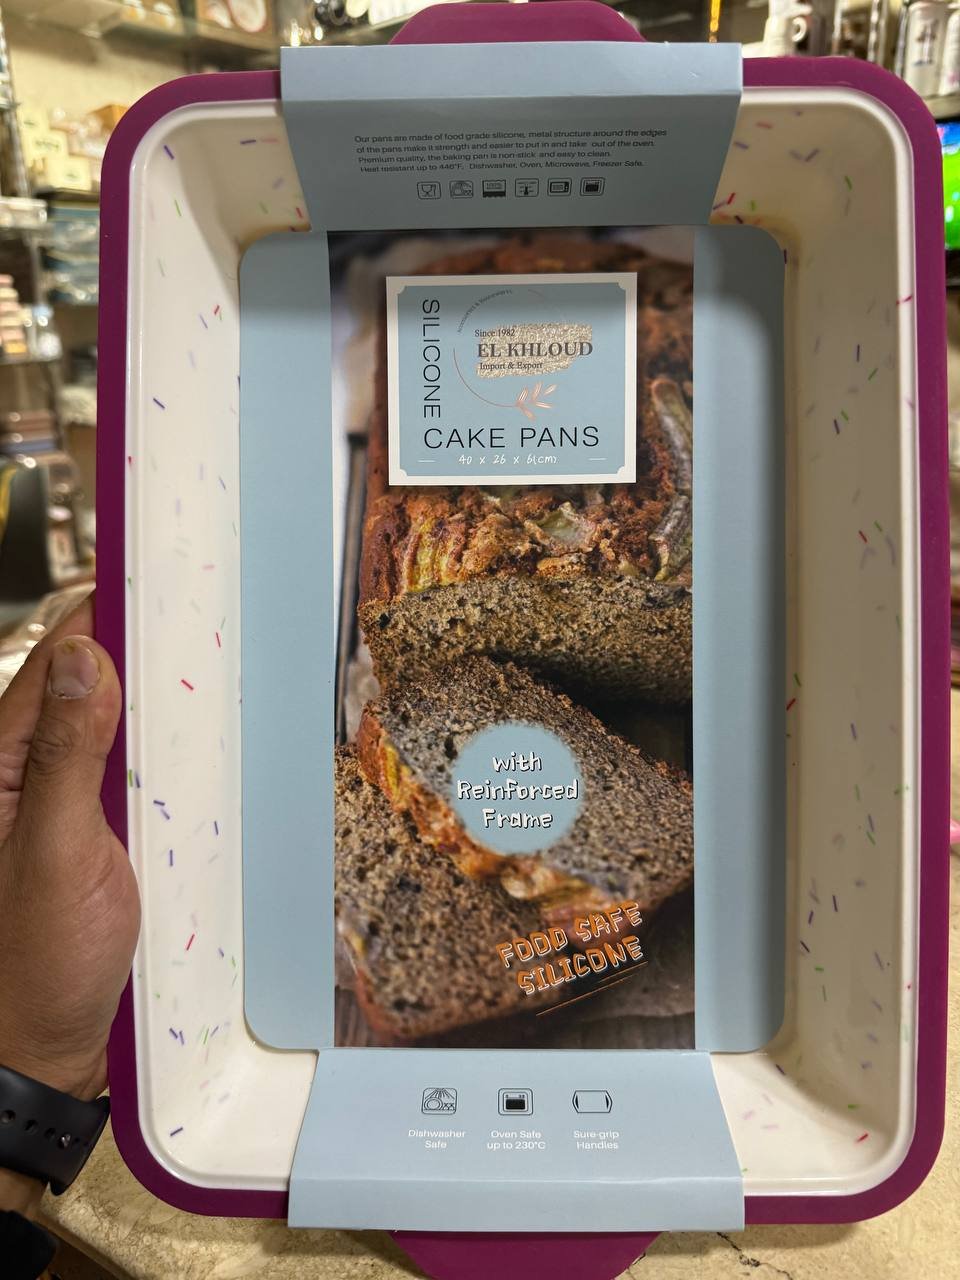 Our pans are made of food grade silicone, metal structure around the edges
of the pans make it strength and easier to put in and take out of the oven.
Premium quality, the baking pan is non-stick and easy to clean.
Heat resistant up to 446°F, Dishwasher, Oven, Microwave, Freezer Safe.
SILICONE
Since 1982
EL KHLOUD
Import & Export
CAKE PANS
40 x 26 x 6(cm)
with
Reinforced
Frame
FOOD SAFE
SILICONE
Dishwasher
Safe
Oven Safe
up to 230°C
Sure-grip
Handles